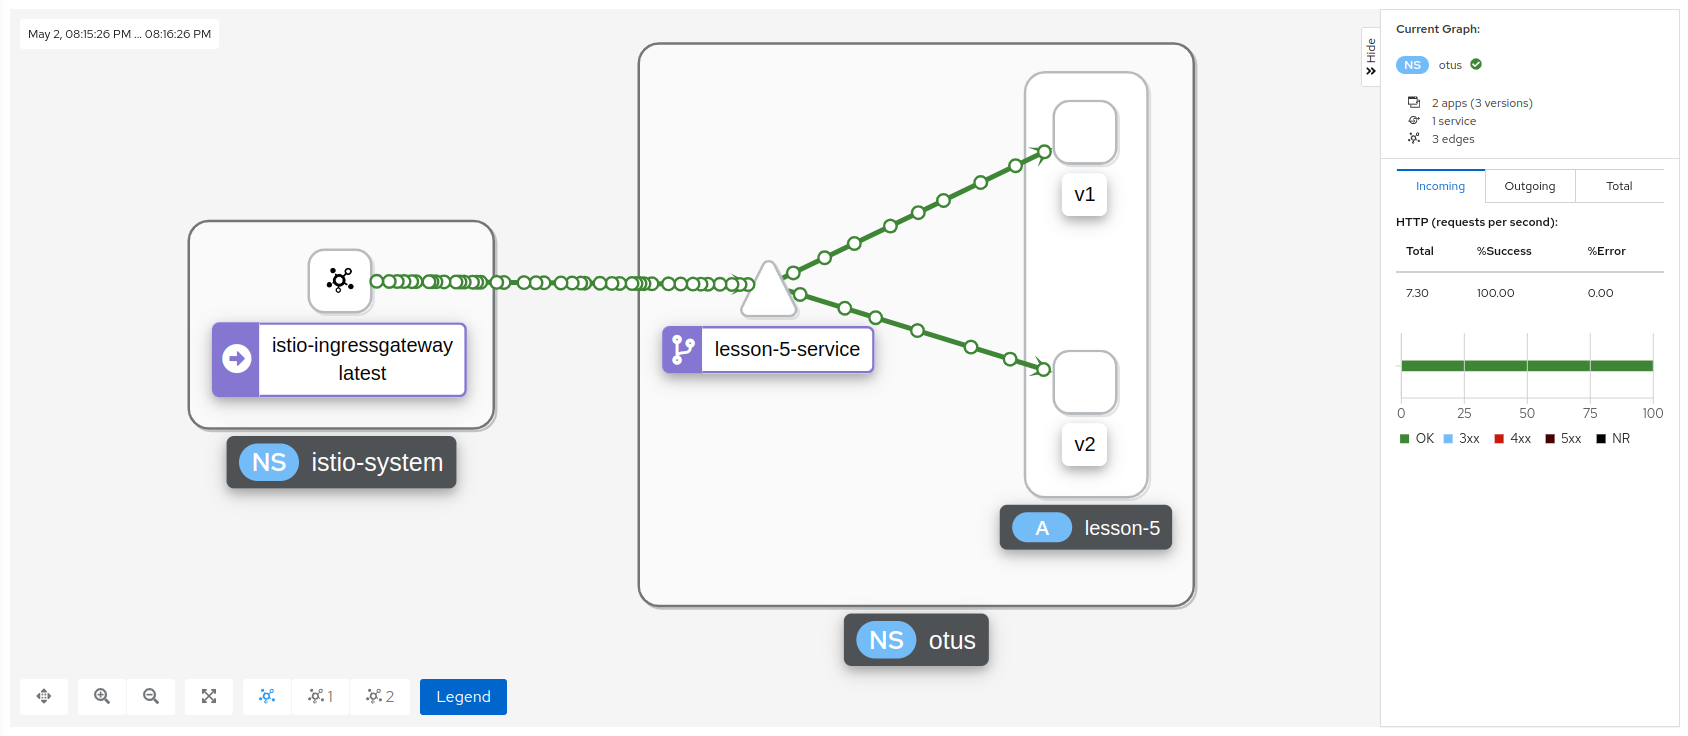 May 2, 08:15:26 PM ... 08:16:26 PM
istio-ingressgateway
latest
NS istio-system
lesson-5-service
v1
v2
A lesson-5
NS otus
1
2
Legend
Hide
Current Graph:
NS otus
2 apps (3 versions)
1 service
3 edges
Incoming Outgoing Total
HTTP (requests per second):
Total %Success %Error
7.30 100.00 0.00
0 25 50 75 100
OK 3xx 4xx 5xx NR